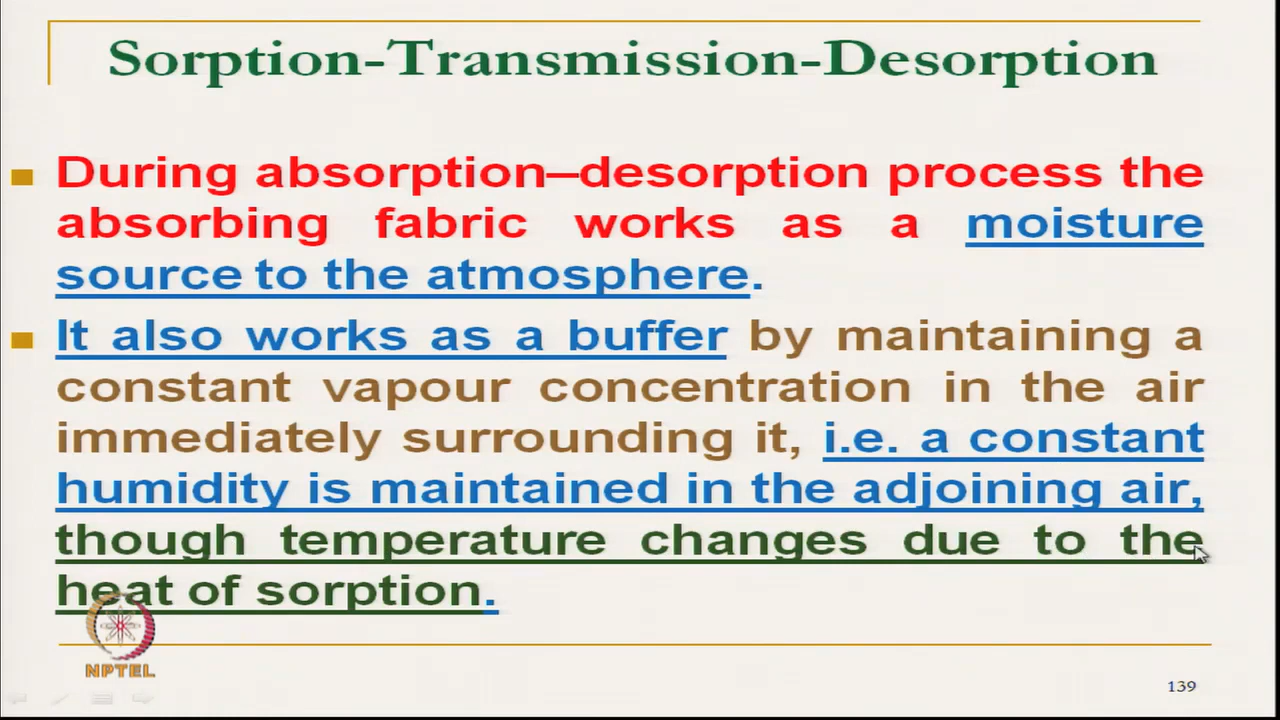 Sorption-Transmission-Desorption
During absorption–desorption process the
absorbing fabric works as a moisture
source to the atmosphere.
It also works as a buffer by maintaining a
constant vapour concentration in the air
immediately surrounding it, i.e. a constant
humidity is maintained in the adjoining air,
though temperature changes due to the
heat of sorption.
NPTEL
139